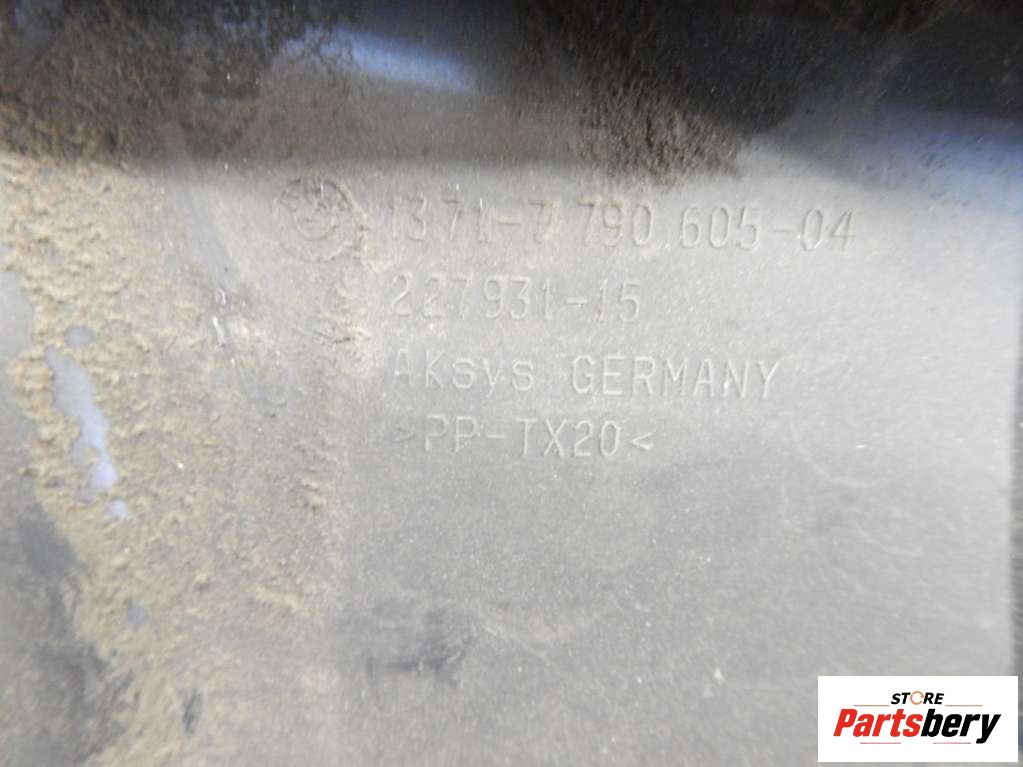 1371-7 790 605-04
227931-15
AKsys GERMANY
>PP-TX20<
STORE
Partsbery